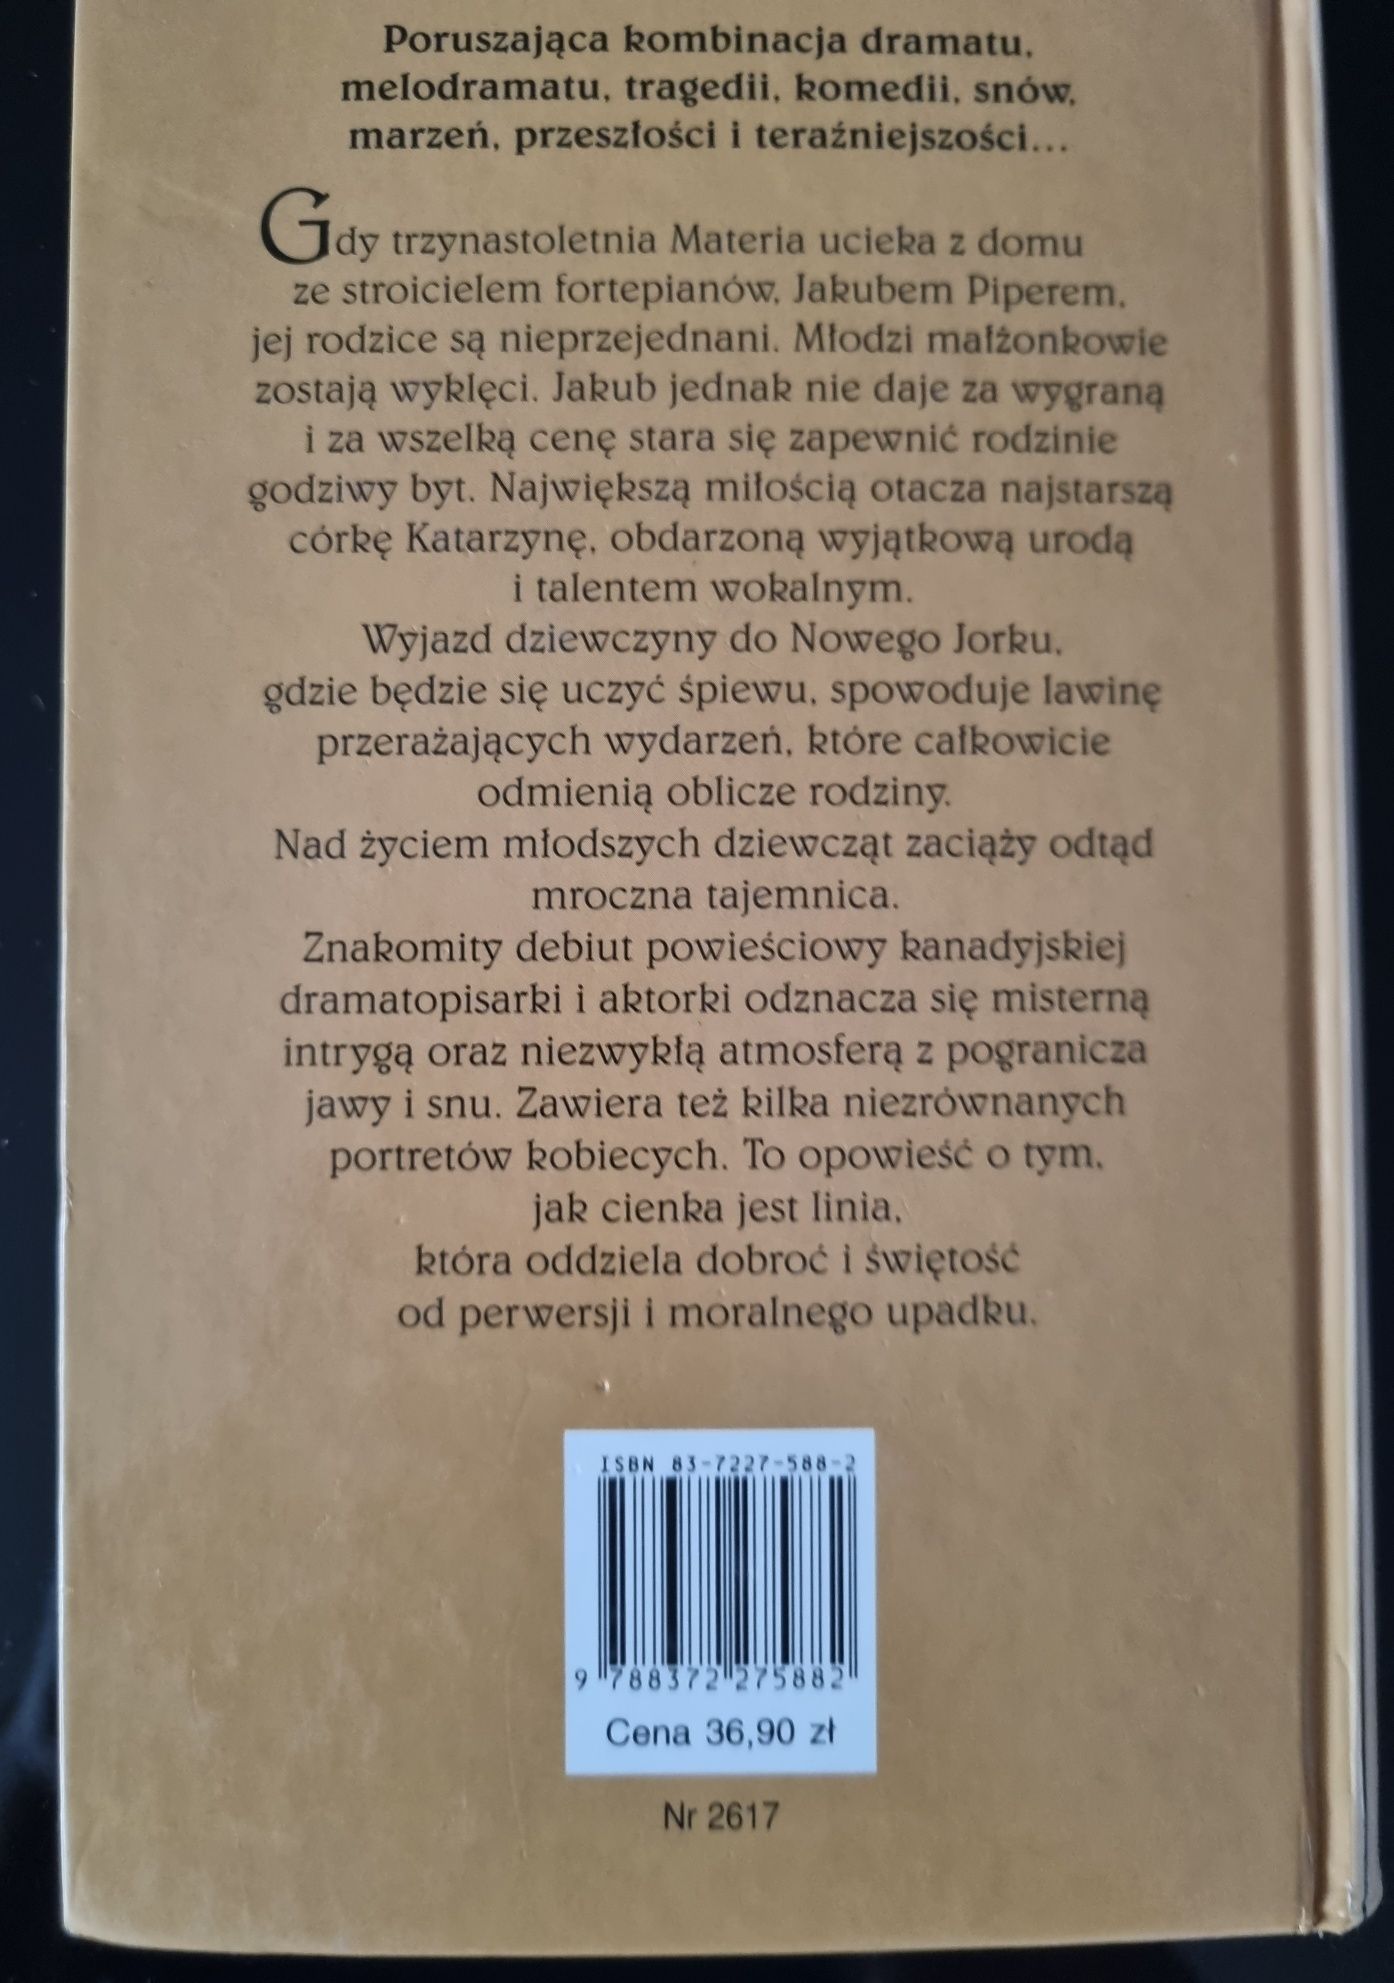 Poruszająca kombinacja dramatu,
melodramatu, tragedii, komedii, snów,
marzeń, przeszłości i teraźniejszości...
Gdy trzynastoletnia Materia ucieka z domu
ze stroicielem fortepianów, Jakubem Piperem,
jej rodzice są nieprzejednani. Młodzi małżonkowie
zostają wyklęci. Jakub jednak nie daje za wygraną
i za wszelką cenę stara się zapewnić rodzinie
godziwy byt. Największą miłością otacza najstarszą
córkę Katarzynę, obdarzoną wyjątkową urodą
i talentem wokalnym.
Wyjazd dziewczyny do Nowego Jorku,
gdzie będzie się uczyć śpiewu, spowoduje lawinę
przerażających wydarzeń, które całkowicie
odmienią oblicze rodziny.
Nad życiem młodszych dziewcząt zaciąży odtąd
mroczna tajemnica.
Znakomity debiut powieściowy kanadyjskiej
dramatopisarki i aktorki odznacza się misterną
intrygą oraz niezwykłą atmosferą z pogranicza
jawy i snu. Zawiera też kilka niezrównanych
portretów kobiecych. To opowieść o tym,
jak cienka jest linia,
która oddziela dobroć i świętość
od perwersji i moralnego upadku.
ISBN 83-7227-588-2
9 788372 275882
Cena 36,90 zł
Nr 2617